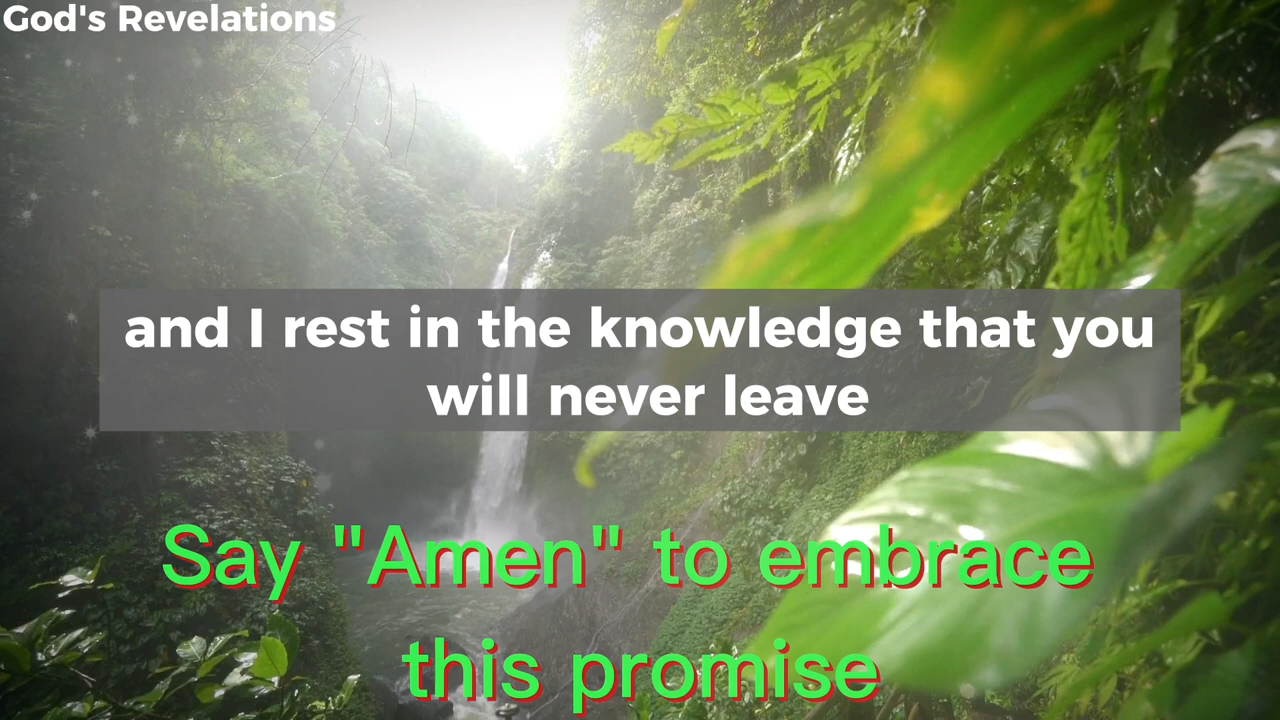 God's Revelations
and I rest in the knowledge that you
will never leave
Say "Amen" to embrace
this promise